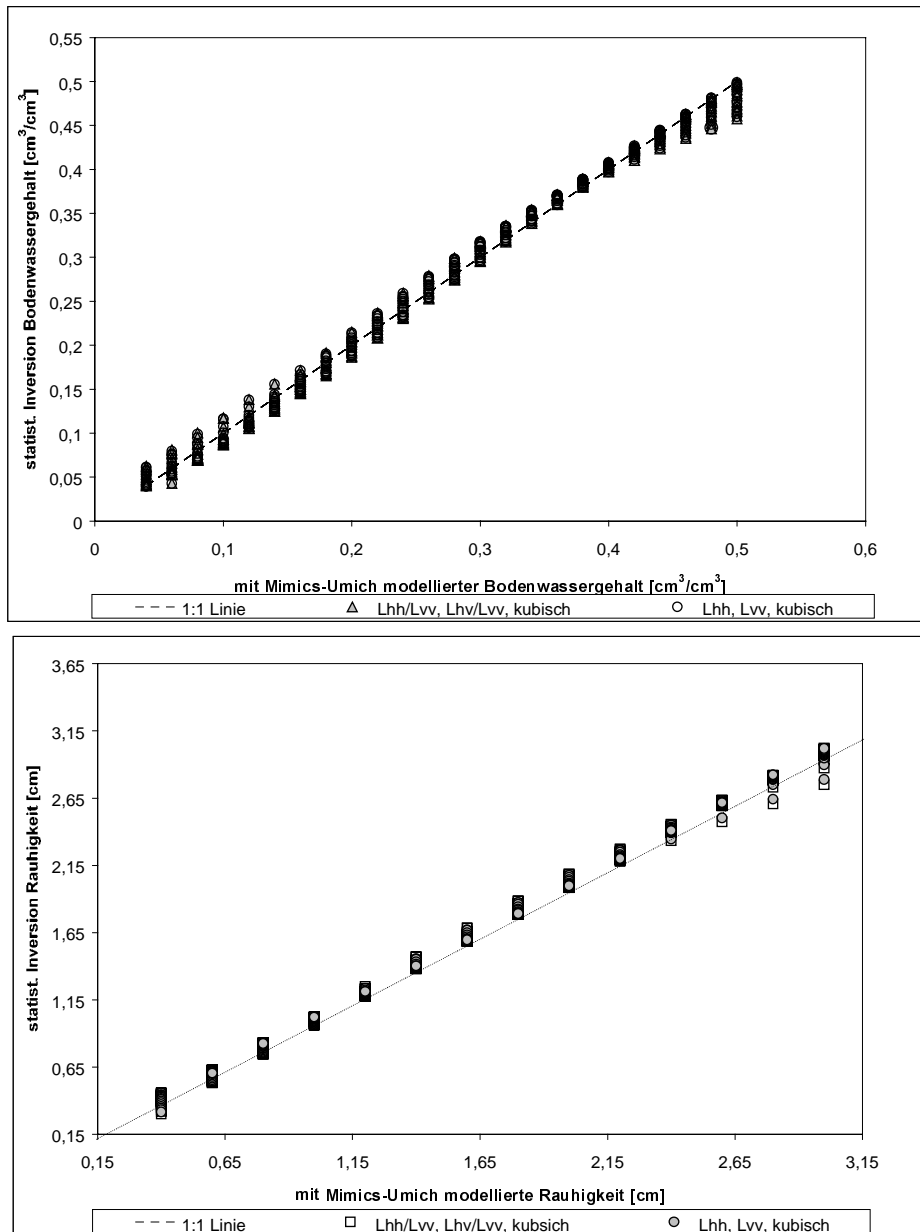 0,55
0,5
0,45
0,4
0,35
0,3
0,25
0,2
0,15
0,1
0,05
0
statist. Inversion Bodenwassergehalt [cm³/cm³]
0 0,1 0,2 0,3 0,4 0,5 0,6
mit Mimics-Umich modellierter Bodenwassergehalt [cm³/cm³]
1:1 Linie Lhh/Lvv, Lhv/Lvv, kubisch Lhh, Lvv, kubisch
3,65
3,15
2,65
2,15
1,65
1,15
0,65
0,15
statist. Inversion Rauhigkeit [cm]
0,15 0,65 1,15 1,65 2,15 2,65 3,15
mit Mimics-Umich modellierte Rauhigkeit [cm]
1:1 Linie Lhh/Lvv, Lhv/Lvv, kubsich Lhh, Lvv, kubisch